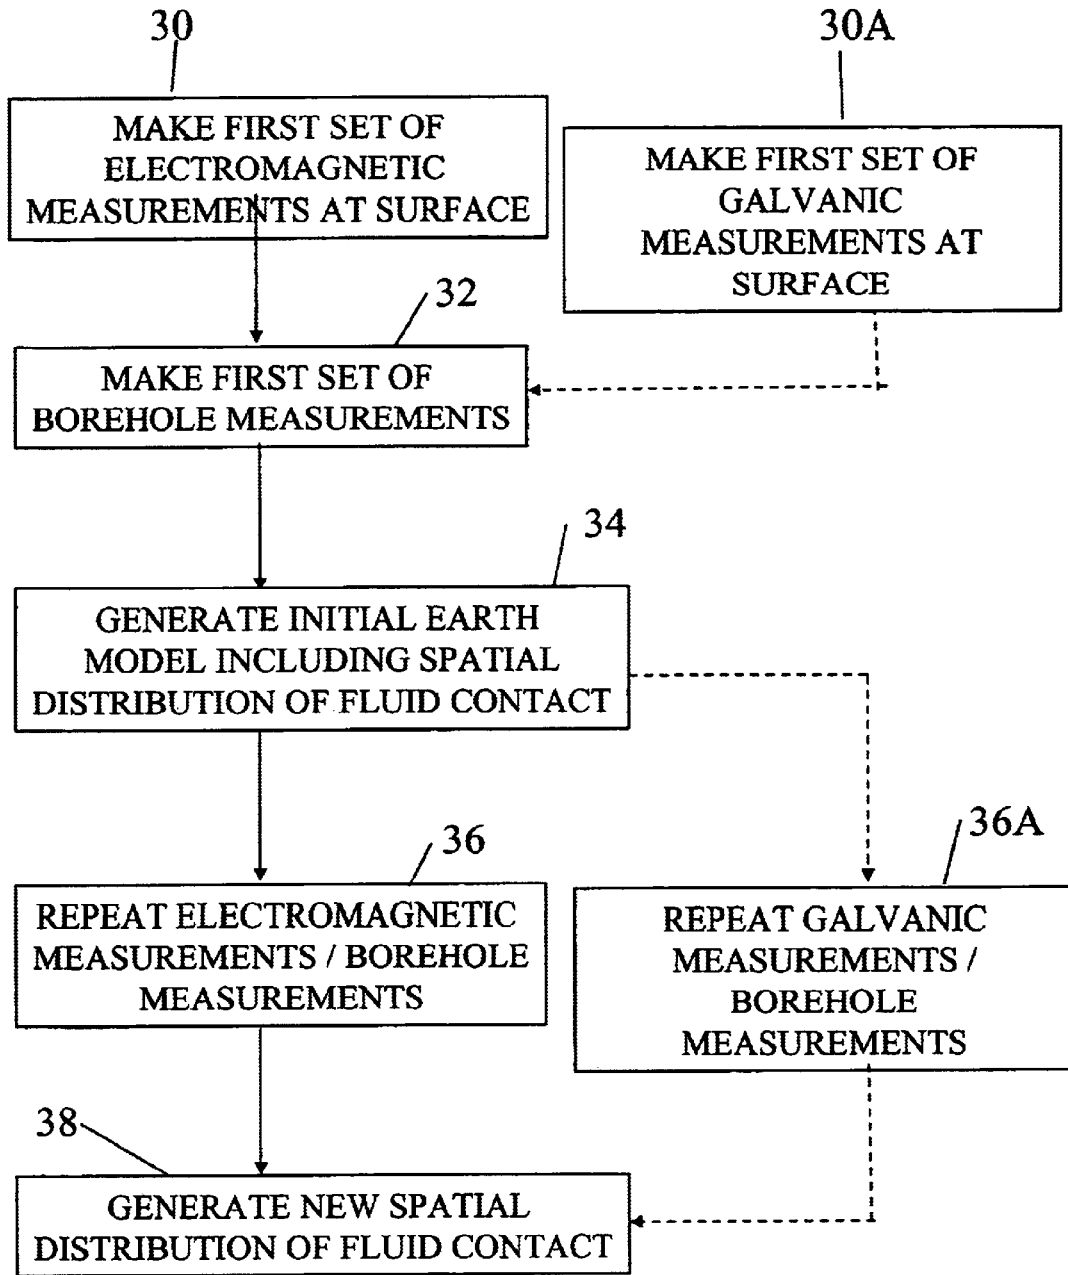 30
30A
MAKE FIRST SET OF
ELECTROMAGNETIC
MEASUREMENTS AT SURFACE
MAKE FIRST SET OF
GALVANIC
MEASUREMENTS AT
SURFACE
32
MAKE FIRST SET OF
BOREHOLE MEASUREMENTS
34
GENERATE INITIAL EARTH
MODEL INCLUDING SPATIAL
DISTRIBUTION OF FLUID CONTACT
36
36A
REPEAT ELECTROMAGNETIC
MEASUREMENTS / BOREHOLE
MEASUREMENTS
REPEAT GALVANIC
MEASUREMENTS /
BOREHOLE
MEASUREMENTS
38
GENERATE NEW SPATIAL
DISTRIBUTION OF FLUID CONTACT